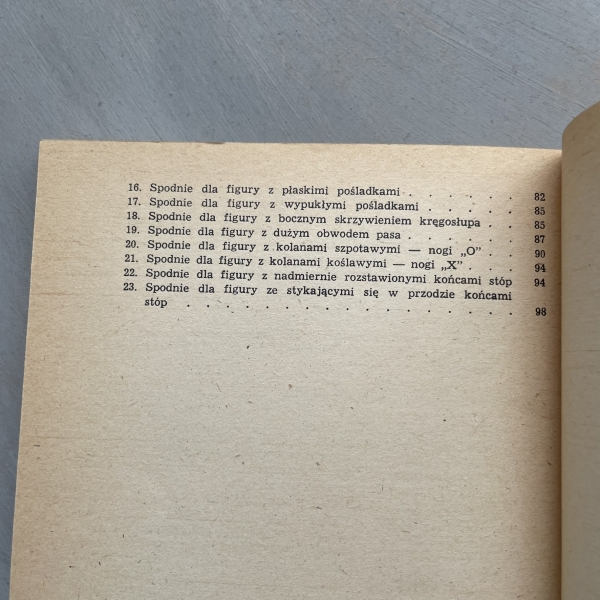 16. Spodnie dla figury z płaskimi pośladkami . . . . . . 82
17. Spodnie dla figury z wypukłymi pośladkami . . . . . 85
18. Spodnie dla figury z bocznym skrzywieniem kręgosłupa . . 85
19. Spodnie dla figury z dużym obwodem pasa . . . . . . 87
20. Spodnie dla figury z kolanami szpotawymi — nogi „O” . . 90
21. Spodnie dla figury z kolanami koślawymi — nogi „X” . . . 94
22. Spodnie dla figury z nadmiernie rozstawionymi końcami stóp 94
23. Spodnie dla figury ze stykającymi się w przodzie końcami
stóp . . . . . . . . . . . . . . . . . 98